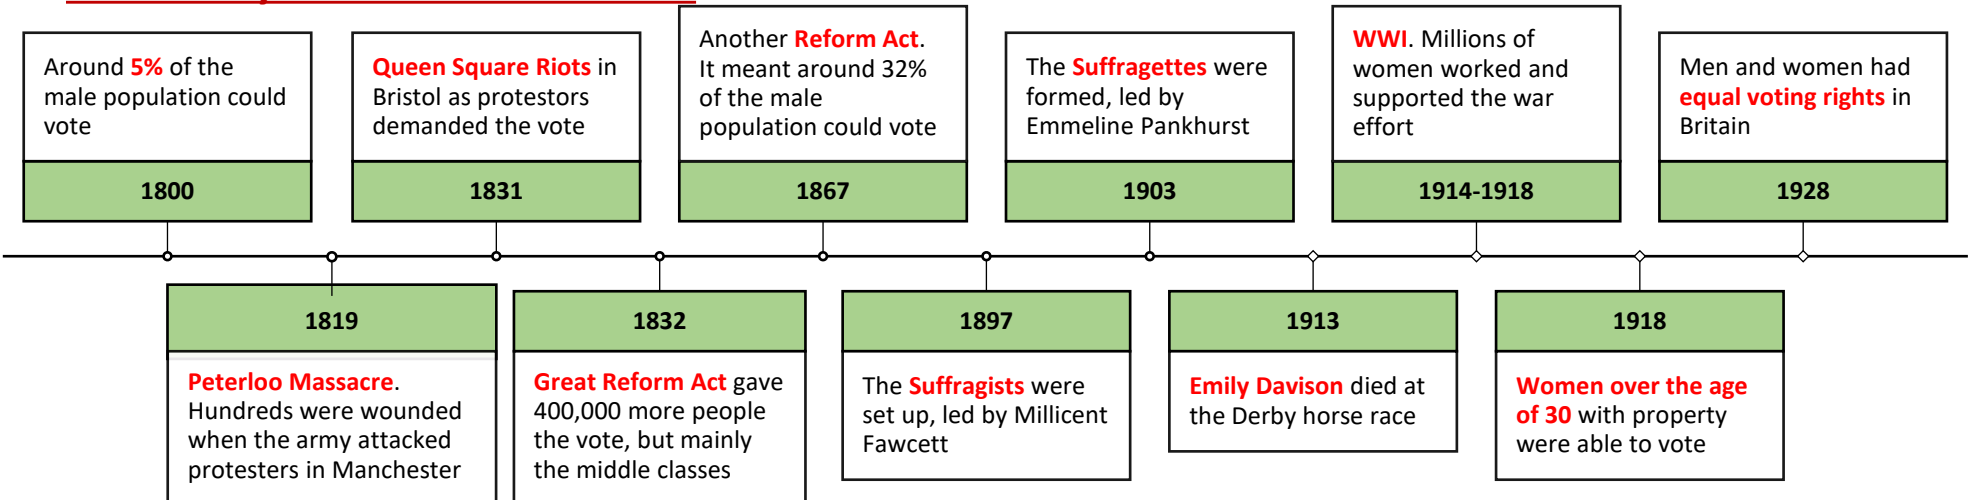 Around 5% of the
male population could
vote
1800
Queen Square Riots in
Bristol as protestors
demanded the vote
1831
Another Reform Act.
It meant around 32%
of the male
population could vote
1867
The Suffragettes were
formed, led by
Emmeline Pankhurst
1903
WWI. Millions of
women worked and
supported the war
effort
1914-1918
Men and women had
equal voting rights in
Britain
1928
1819
Peterloo Massacre.
Hundreds were wounded
when the army attacked
protesters in Manchester
1832
Great Reform Act gave
400,000 more people
the vote, but mainly
the middle classes
1897
The Suffragists were
set up, led by Millicent
Fawcett
1913
Emily Davison died at
the Derby horse race
1918
Women over the age
of 30 with property
were able to vote